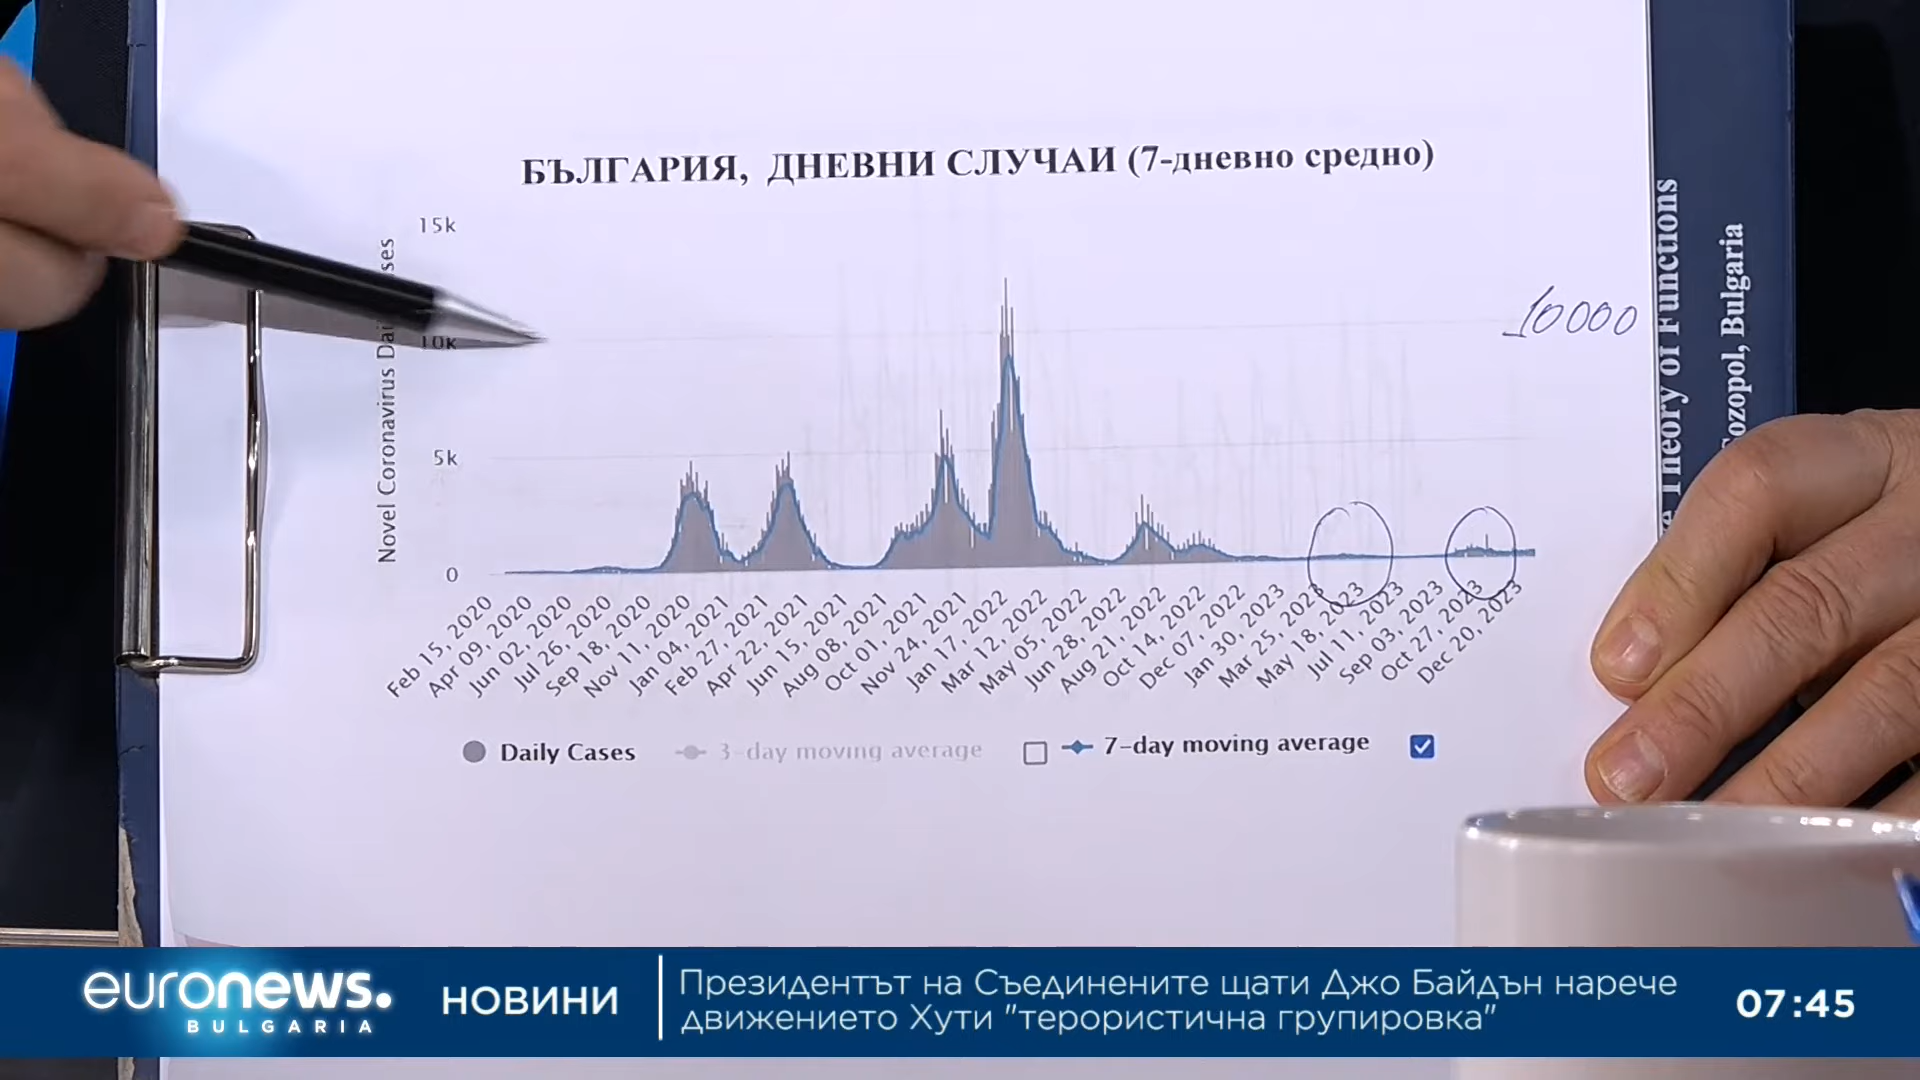 БЪЛГАРИЯ, ДНЕВНИ СЛУЧАИ (7-дневно средно)
15k
10k
5k
0
Novel Coronavirus
10000
Theory of Functions
Sozopol, Bulgaria
Feb 15, 2020
Apr 09, 2020
Jun 02, 2020
Jul 26, 2020
Sep 18, 2020
Nov 11, 2020
Jan 04, 2021
Feb 27, 2021
Apr 22, 2021
Jun 15, 2021
Aug 08, 2021
Oct 01, 2021
Nov 24, 2021
Jan 17, 2022
Mar 12, 2022
May 05, 2022
Jun 28, 2022
Aug 21, 2022
Oct 14, 2022
Dec 07, 2022
Jan 30, 2023
Mar 25, 2023
May 18, 2023
Jul 11, 2023
Sep 03, 2023
Oct 27, 2023
Dec 20, 2023
Daily Cases 3-day moving average 7-day moving average
euronews.
BULGARIA
НОВИНИ
Президентът на Съединените щати Джо Байдън нарече
движението Хути "терористична групировка"
07:45